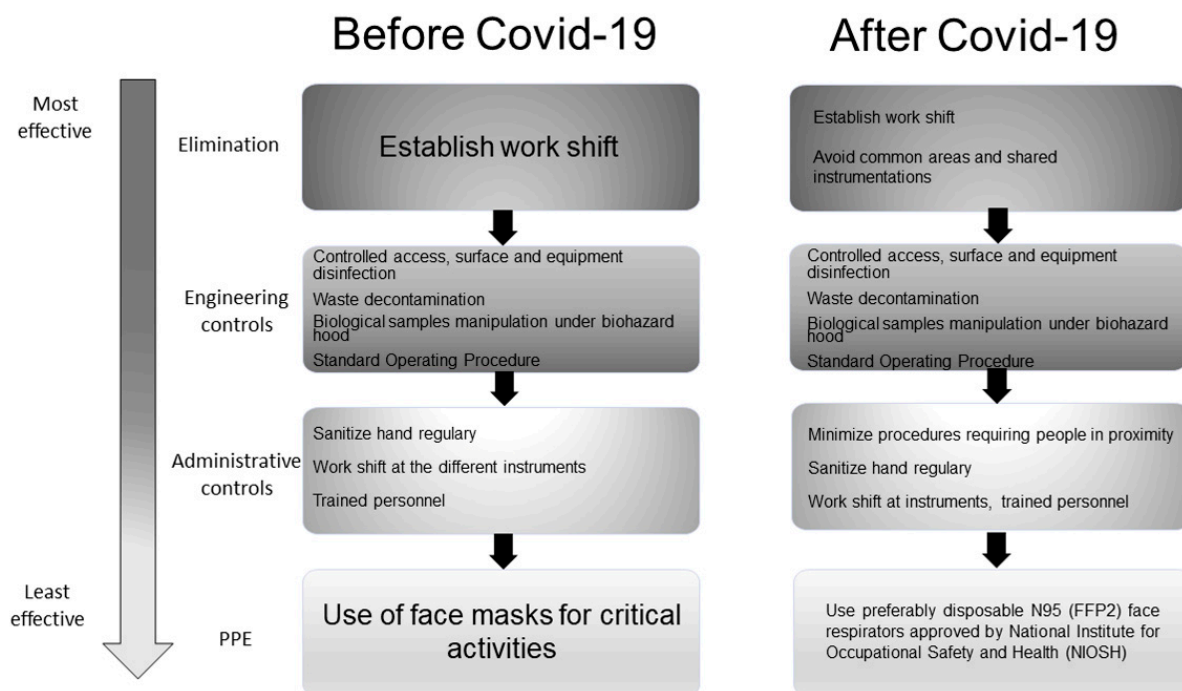 Before Covid-19
After Covid-19
Most
effective
Elimination
Establish work shift
Establish work shift
Avoid common areas and shared
instrumentations
Engineering
controls
Controlled access, surface and equipment
disinfection
Waste decontamination
Biological samples manipulation under biohazard
hood
Standard Operating Procedure
Controlled access, surface and equipment
disinfection
Waste decontamination
Biological samples manipulation under biohazard
hood
Standard Operating Procedure
Administrative
controls
Sanitize hand regulary
Work shift at the different instruments
Trained personnel
Minimize procedures requiring people in proximity
Sanitize hand regulary
Work shift at instruments, trained personnel
Least
effective
PPE
Use of face masks for critical
activities
Use preferably disposable N95 (FFP2) face
respirators approved by National Institute for
Occupational Safety and Health (NIOSH)